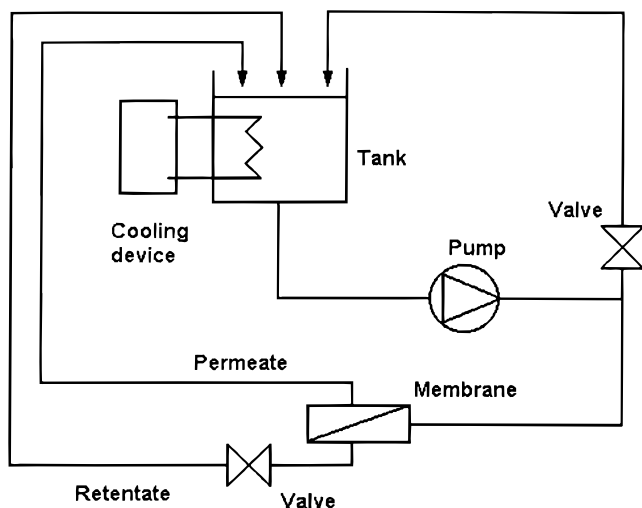 Tank
Valve
Cooling
device
Pump
Permeate
Membrane
Retentate
Valve